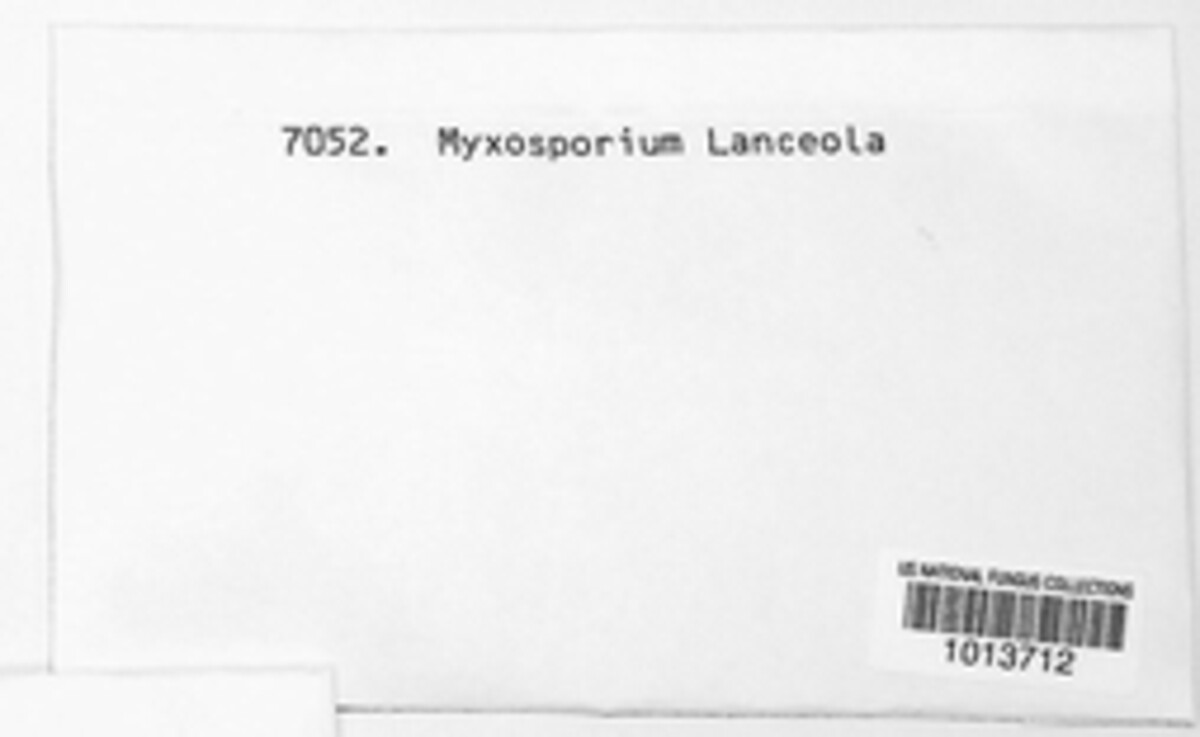 7052. Myxosporium Lanceola
US NATIONAL FUNGUS COLLECTIONS
1013712